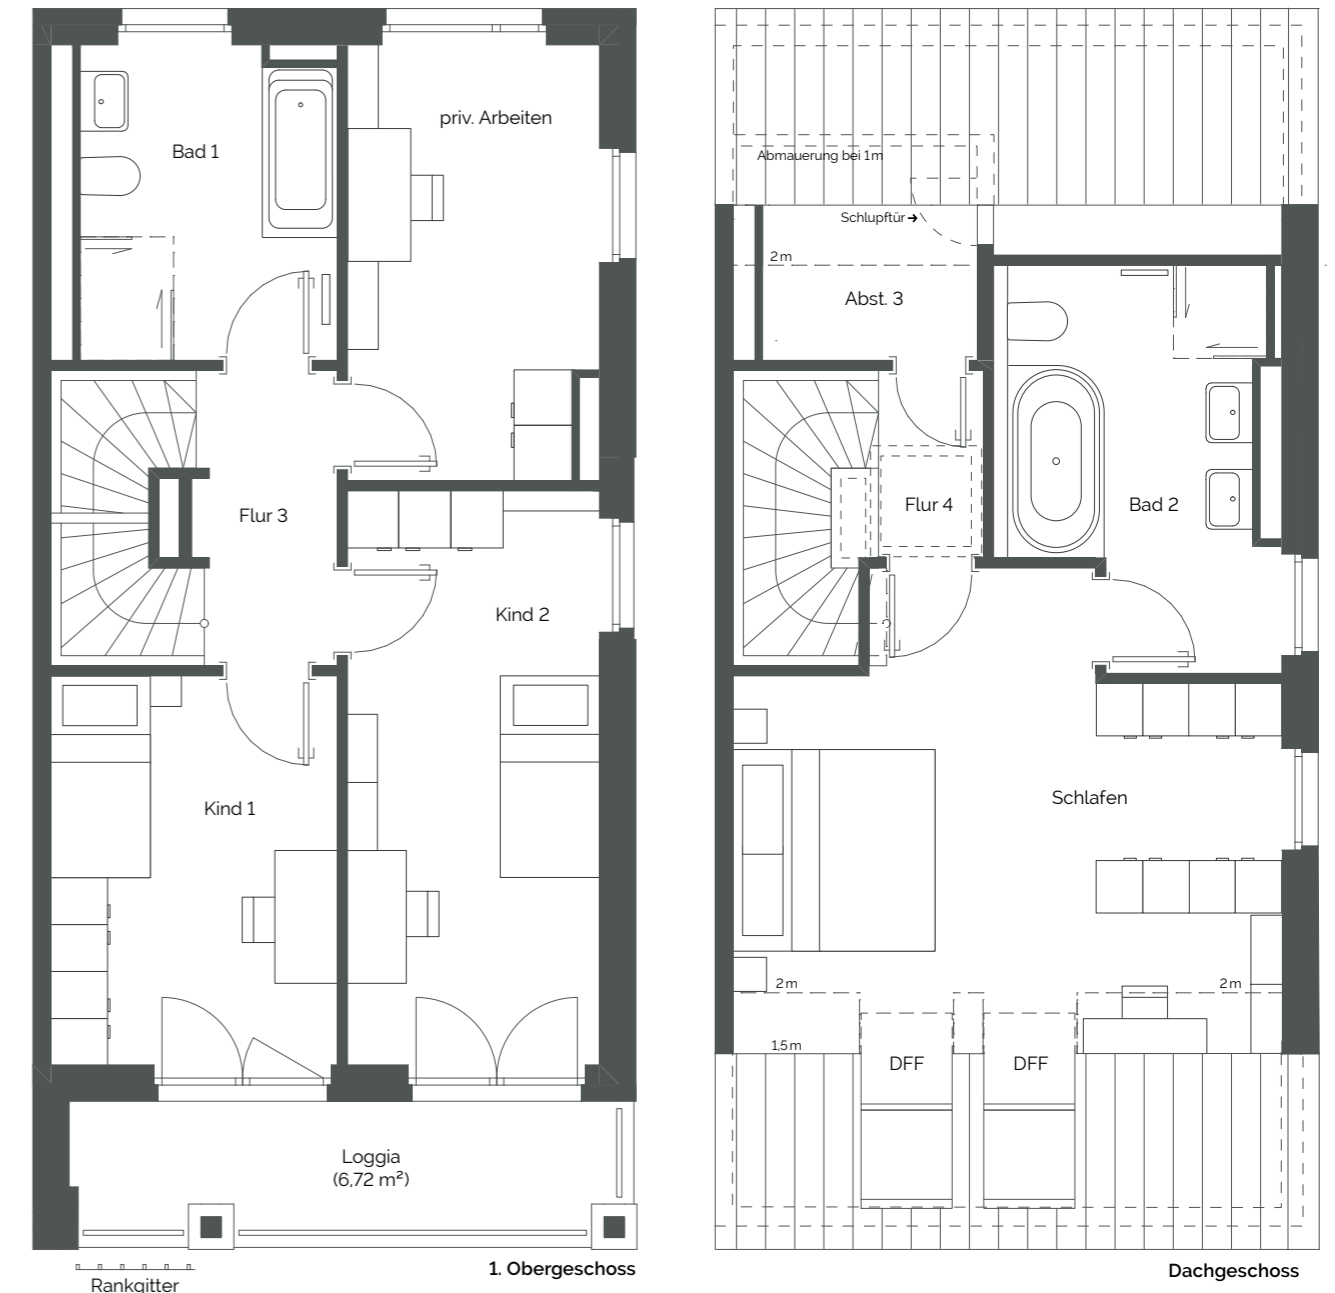 Bad 1
priv. Arbeiten
Flur 3
Kind 2
Kind 1
Loggia
(6,72 m²)
Rankgitter
1. Obergeschoss
Abmauerung bei 1 m
Schlupftür →
2 m
Abst. 3
Flur 4
Bad 2
Schlafen
2 m
2 m
1,5 m
DFF
DFF
Dachgeschoss